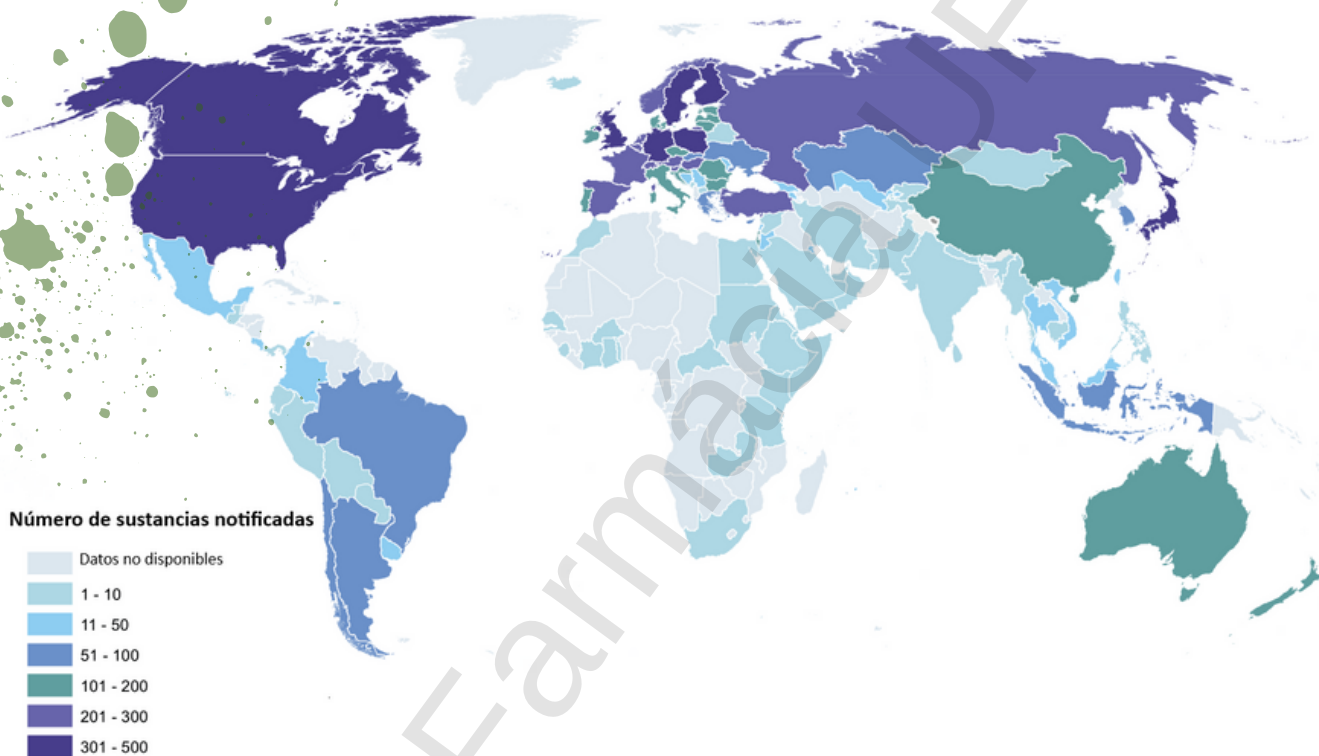 Número de sustancias notificadas
Datos no disponibles
1 - 10
11 - 50
51 - 100
101 - 200
201 - 300
301 - 500